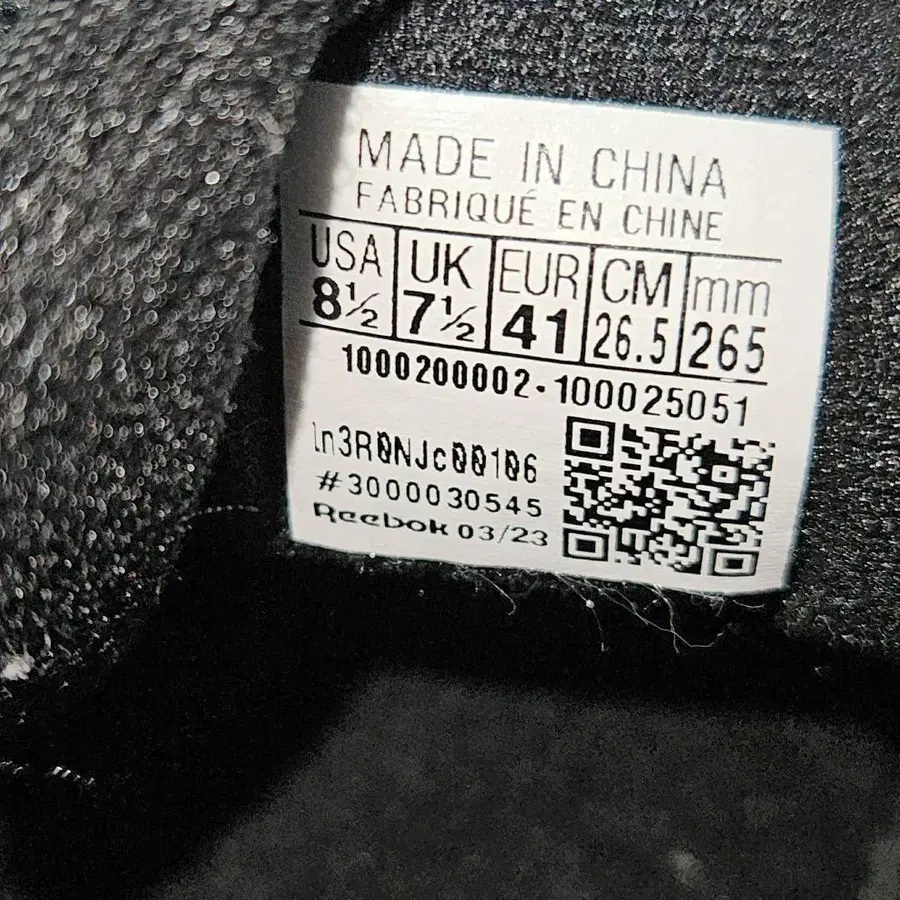 MADE IN CHINA
FABRIQUÉ EN CHINE
USA UK EUR CM mm
8½ 7½ 41 26.5 265
1000200002-100025051
1n3R0NJc00106
#3000030545
Reebok 03/23